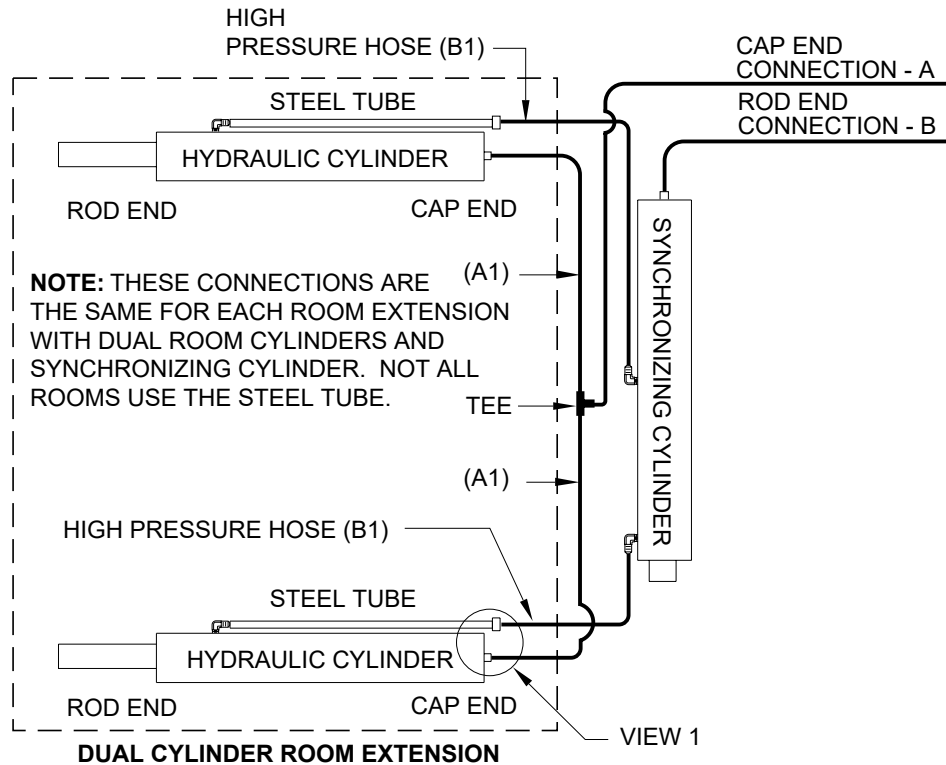 HIGH
PRESSURE HOSE (B1)
CAP END
CONNECTION - A
ROD END
CONNECTION - B
STEEL TUBE
HYDRAULIC CYLINDER
ROD END
CAP END
SYNCHRONIZING CYLINDER
NOTE: THESE CONNECTIONS ARE
THE SAME FOR EACH ROOM EXTENSION
WITH DUAL ROOM CYLINDERS AND
SYNCHRONIZING CYLINDER. NOT ALL
ROOMS USE THE STEEL TUBE.
(A1)
TEE
(A1)
HIGH PRESSURE HOSE (B1)
STEEL TUBE
HYDRAULIC CYLINDER
ROD END
CAP END
VIEW 1
DUAL CYLINDER ROOM EXTENSION